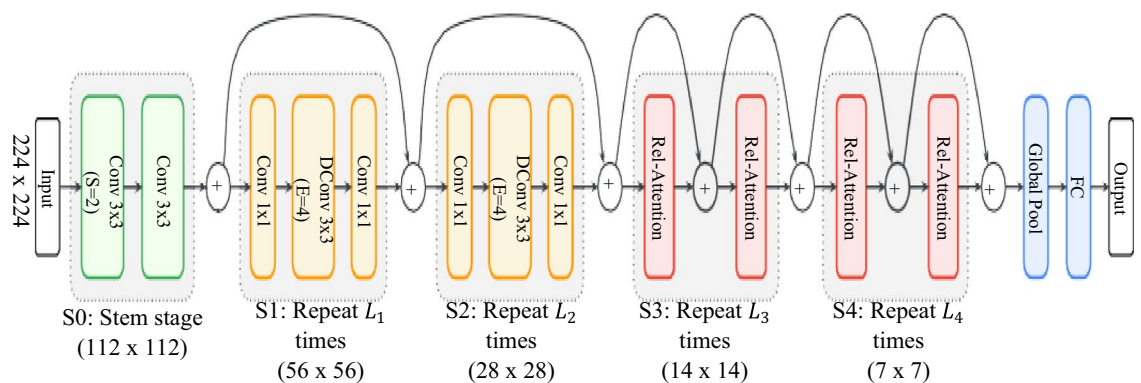 224 x 224
Input
Conv 3x3
(S=2)
Conv 3x3
+
Conv 1x1
DConv 3x3
(E=4)
Conv 1x1
+
Conv 1x1
DConv 3x3
(E=4)
Conv 1x1
+
Rel-Attention
+
Rel-Attention
+
Rel-Attention
+
Rel-Attention
+
Global Pool
FC
Output
S0: Stem stage
(112 x 112)
S1: Repeat L₁
times
(56 x 56)
S2: Repeat L₂
times
(28 x 28)
S3: Repeat L₃
times
(14 x 14)
S4: Repeat L₄
times
(7 x 7)